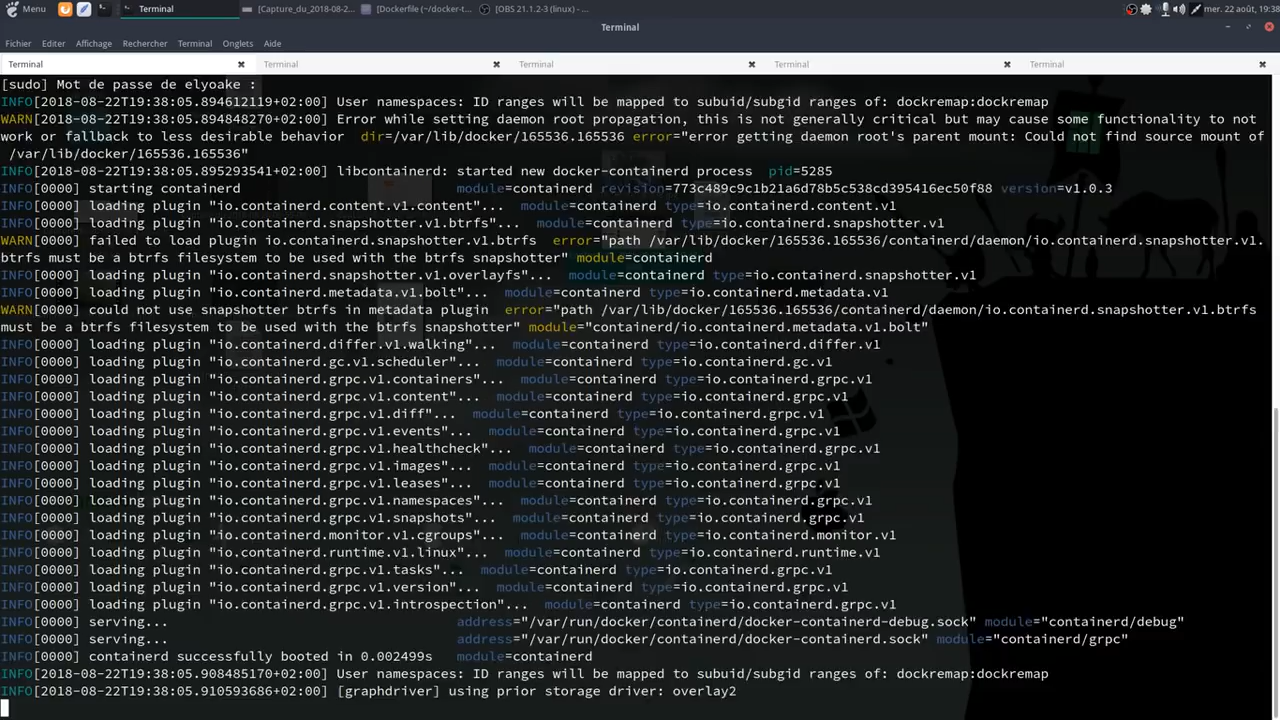 Menu Terminal [Capture_du_2018-08-2... [Dockerfile (~/docker-t... [OBS 21.1.2-3 (linux) - ... mer. 22 août, 19:38
Terminal
Fichier Editer Affichage Rechercher Terminal Onglets Aide
Terminal Terminal Terminal Terminal Terminal
[sudo] Mot de passe de elyoake :
INFO[2018-08-22T19:38:05.894612119+02:00] User namespaces: ID ranges will be mapped to subuid/subgid ranges of: dockremap:dockremap
WARN[2018-08-22T19:38:05.894848270+02:00] Error while setting daemon root propagation, this is not generally critical but may cause some functionality to not
work or fallback to less desirable behavior dir=/var/lib/docker/165536.165536 error="error getting daemon root's parent mount: Could not find source mount of
/var/lib/docker/165536.165536"
INFO[2018-08-22T19:38:05.895293541+02:00] libcontainerd: started new docker-containerd process pid=5285
INFO[0000] starting containerd module=containerd revision=773c489c9c1b21a6d78b5c538cd395416ec50f88 version=v1.0.3
INFO[0000] loading plugin "io.containerd.content.v1.content"... module=containerd type=io.containerd.content.v1
INFO[0000] loading plugin "io.containerd.snapshotter.v1.btrfs"... module=containerd type=io.containerd.snapshotter.v1
WARN[0000] failed to load plugin io.containerd.snapshotter.v1.btrfs error="path /var/lib/docker/165536.165536/containerd/daemon/io.containerd.snapshotter.v1.
btrfs must be a btrfs filesystem to be used with the btrfs snapshotter" module=containerd
INFO[0000] loading plugin "io.containerd.snapshotter.v1.overlayfs"... module=containerd type=io.containerd.snapshotter.v1
INFO[0000] loading plugin "io.containerd.metadata.v1.bolt"... module=containerd type=io.containerd.metadata.v1
WARN[0000] could not use snapshotter btrfs in metadata plugin error="path /var/lib/docker/165536.165536/containerd/daemon/io.containerd.snapshotter.v1.btrfs
must be a btrfs filesystem to be used with the btrfs snapshotter" module="containerd/io.containerd.metadata.v1.bolt"
INFO[0000] loading plugin "io.containerd.differ.v1.walking"... module=containerd type=io.containerd.differ.v1
INFO[0000] loading plugin "io.containerd.gc.v1.scheduler"... module=containerd type=io.containerd.gc.v1
INFO[0000] loading plugin "io.containerd.grpc.v1.containers"... module=containerd type=io.containerd.grpc.v1
INFO[0000] loading plugin "io.containerd.grpc.v1.content"... module=containerd type=io.containerd.grpc.v1
INFO[0000] loading plugin "io.containerd.grpc.v1.diff"... module=containerd type=io.containerd.grpc.v1
INFO[0000] loading plugin "io.containerd.grpc.v1.events"... module=containerd type=io.containerd.grpc.v1
INFO[0000] loading plugin "io.containerd.grpc.v1.healthcheck"... module=containerd type=io.containerd.grpc.v1
INFO[0000] loading plugin "io.containerd.grpc.v1.images"... module=containerd type=io.containerd.grpc.v1
INFO[0000] loading plugin "io.containerd.grpc.v1.leases"... module=containerd type=io.containerd.grpc.v1
INFO[0000] loading plugin "io.containerd.grpc.v1.namespaces"... module=containerd type=io.containerd.grpc.v1
INFO[0000] loading plugin "io.containerd.grpc.v1.snapshots"... module=containerd type=io.containerd.grpc.v1
INFO[0000] loading plugin "io.containerd.monitor.v1.cgroups"... module=containerd type=io.containerd.monitor.v1
INFO[0000] loading plugin "io.containerd.runtime.v1.linux"... module=containerd type=io.containerd.runtime.v1
INFO[0000] loading plugin "io.containerd.grpc.v1.tasks"... module=containerd type=io.containerd.grpc.v1
INFO[0000] loading plugin "io.containerd.grpc.v1.version"... module=containerd type=io.containerd.grpc.v1
INFO[0000] loading plugin "io.containerd.grpc.v1.introspection"... module=containerd type=io.containerd.grpc.v1
INFO[0000] serving... address="/var/run/docker/containerd/docker-containerd-debug.sock" module="containerd/debug"
INFO[0000] serving... address="/var/run/docker/containerd/docker-containerd.sock" module="containerd/grpc"
INFO[0000] containerd successfully booted in 0.002499s module=containerd
INFO[2018-08-22T19:38:05.908485170+02:00] User namespaces: ID ranges will be mapped to subuid/subgid ranges of: dockremap:dockremap
INFO[2018-08-22T19:38:05.910593686+02:00] [graphdriver] using prior storage driver: overlay2